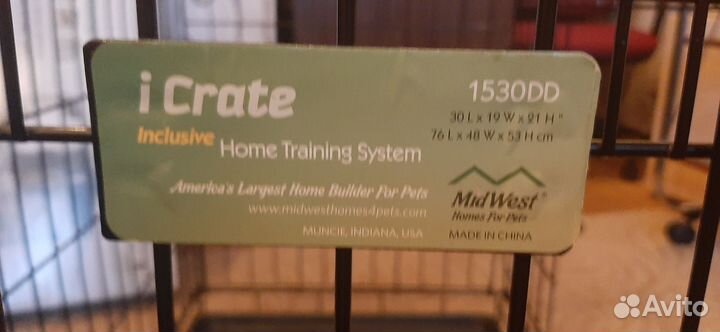 i Crate
Inclusive Home Training System
America's Largest Home Builder For Pets
www.midwesthomes4pets.com
MUNCIE, INDIANA, USA
1530DD
30 L x 19 W x 21 H "
76 L x 48 W x 53 H cm
MidWest®
Homes For Pets
MADE IN CHINA
Avito